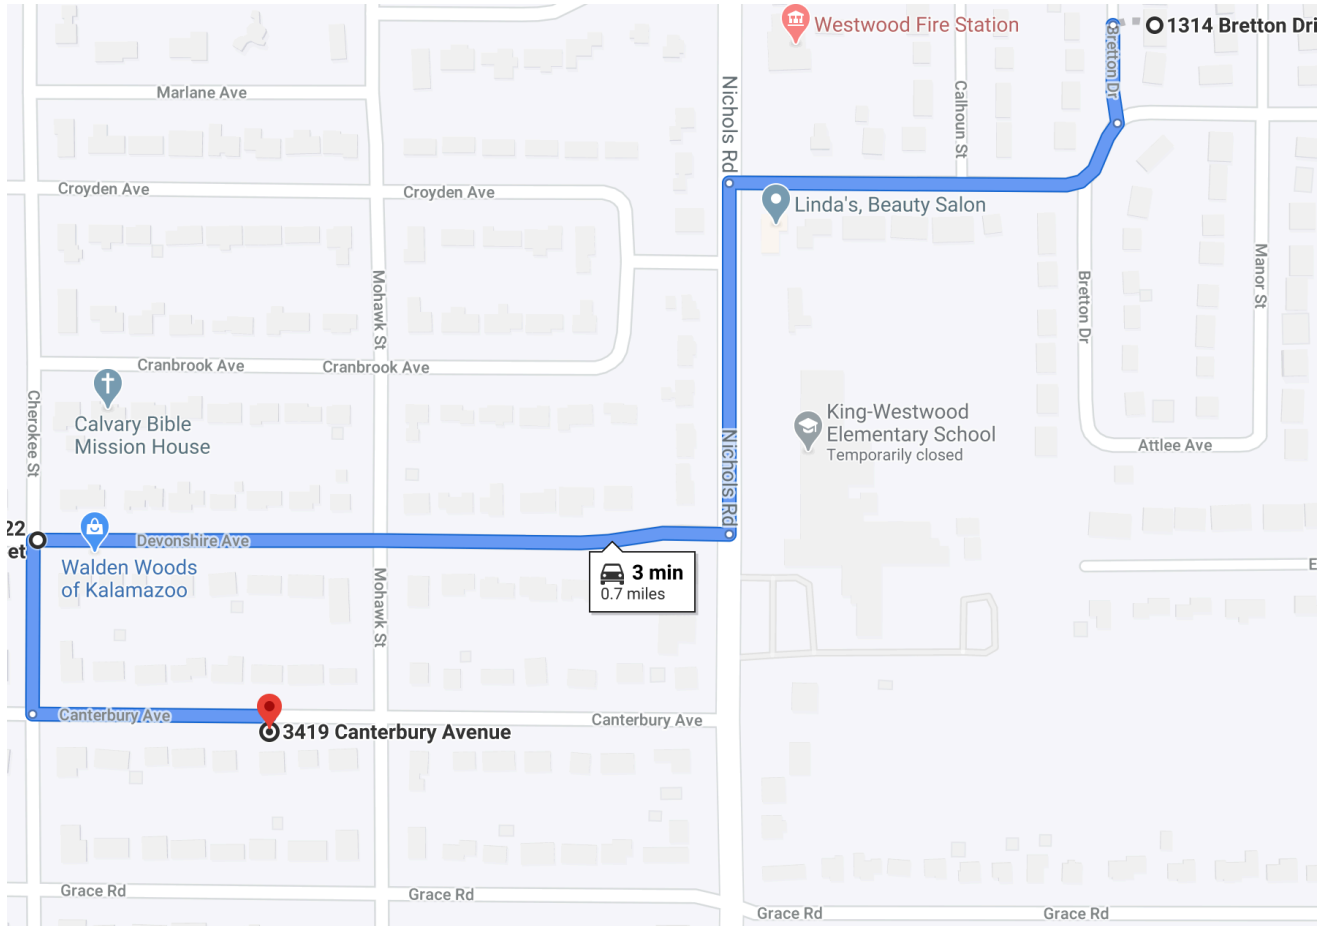 Westwood Fire Station
1314 Bretton Dri
Bretton Dr
Marlane Ave
Nichols Rd
Calhoun St
Croyden Ave
Croyden Ave
Linda's, Beauty Salon
Mohawk St
Bretton Dr
Manor St
Cranbrook Ave
Cranbrook Ave
Cherokee St
Calvary Bible
Mission House
King-Westwood
Elementary School
Temporarily closed
Attlee Ave
Nichols Rd
22
et
Devonshire Ave
Walden Woods
of Kalamazoo
3 min
0.7 miles
E
Mohawk St
Canterbury Ave
Canterbury Ave
3419 Canterbury Avenue
Grace Rd
Grace Rd
Grace Rd
Grace Rd